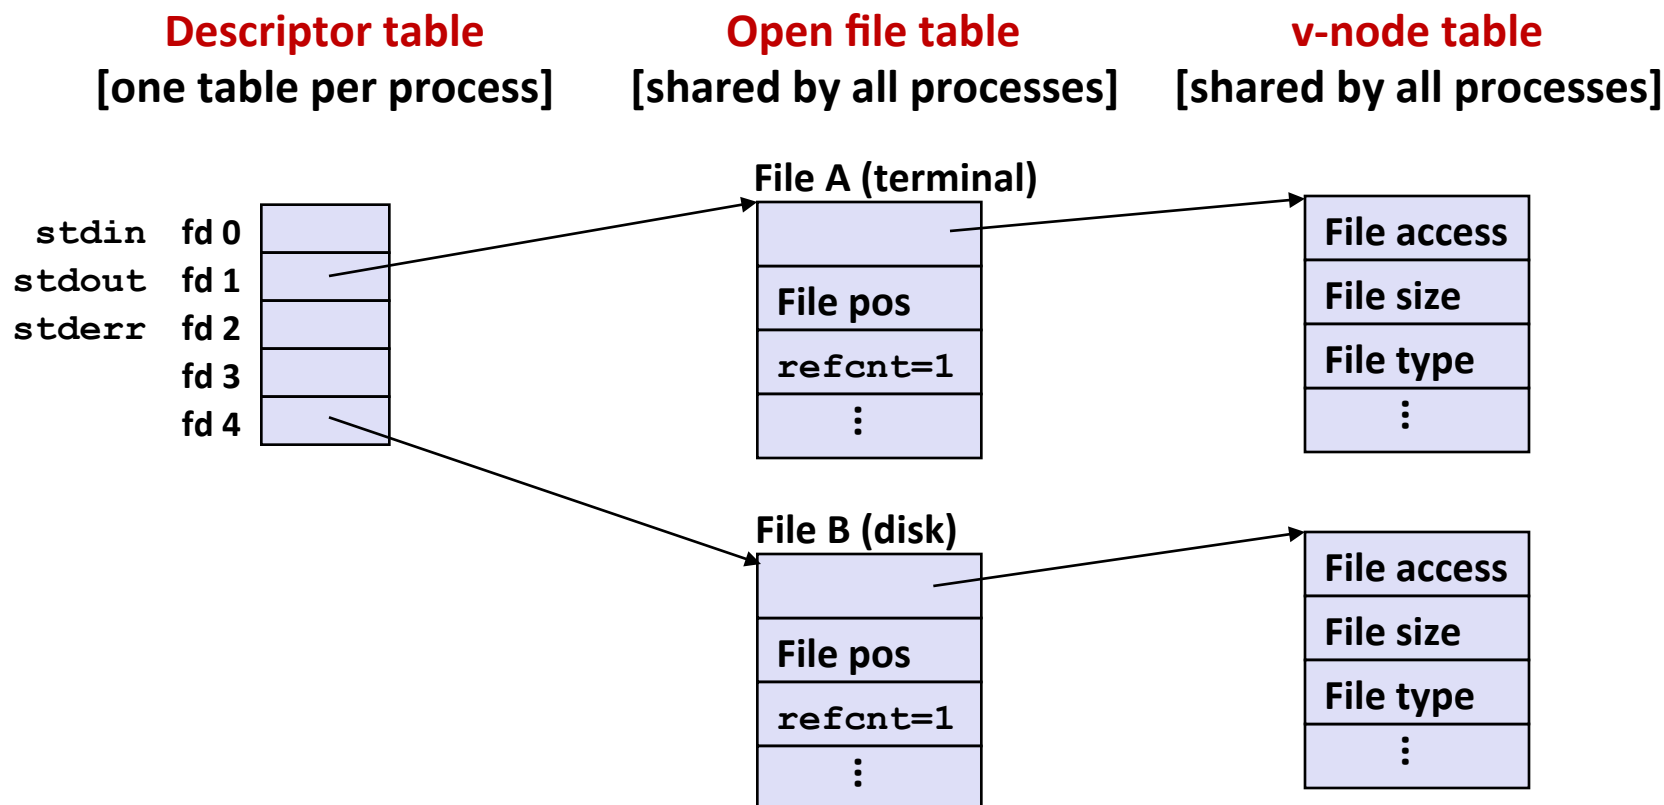 Descriptor table
[one table per process]
Open file table
[shared by all processes]
v-node table
[shared by all processes]
stdin fd 0
stdout fd 1
stderr fd 2
fd 3
fd 4
File A (terminal)
File pos
refcnt=1
⋮
File access
File size
File type
⋮
File B (disk)
File pos
refcnt=1
⋮
File access
File size
File type
⋮